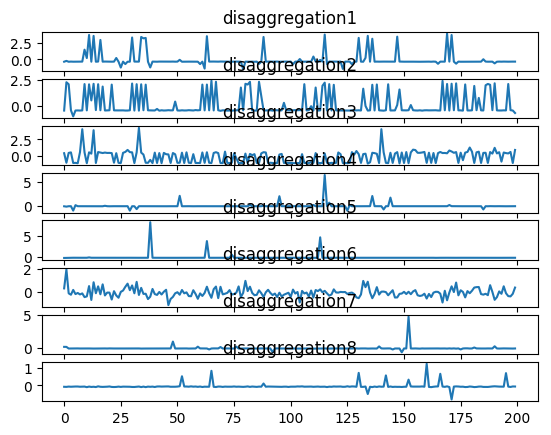 disaggregation1
2.5
0.0
disaggregation2
2.5
0.0
disaggregation3
2.5
0.0
disaggregation4
5
0
disaggregation5
5
0
disaggregation6
2
0
disaggregation7
5
0
disaggregation8
1
0
0 25 50 75 100 125 150 175 200